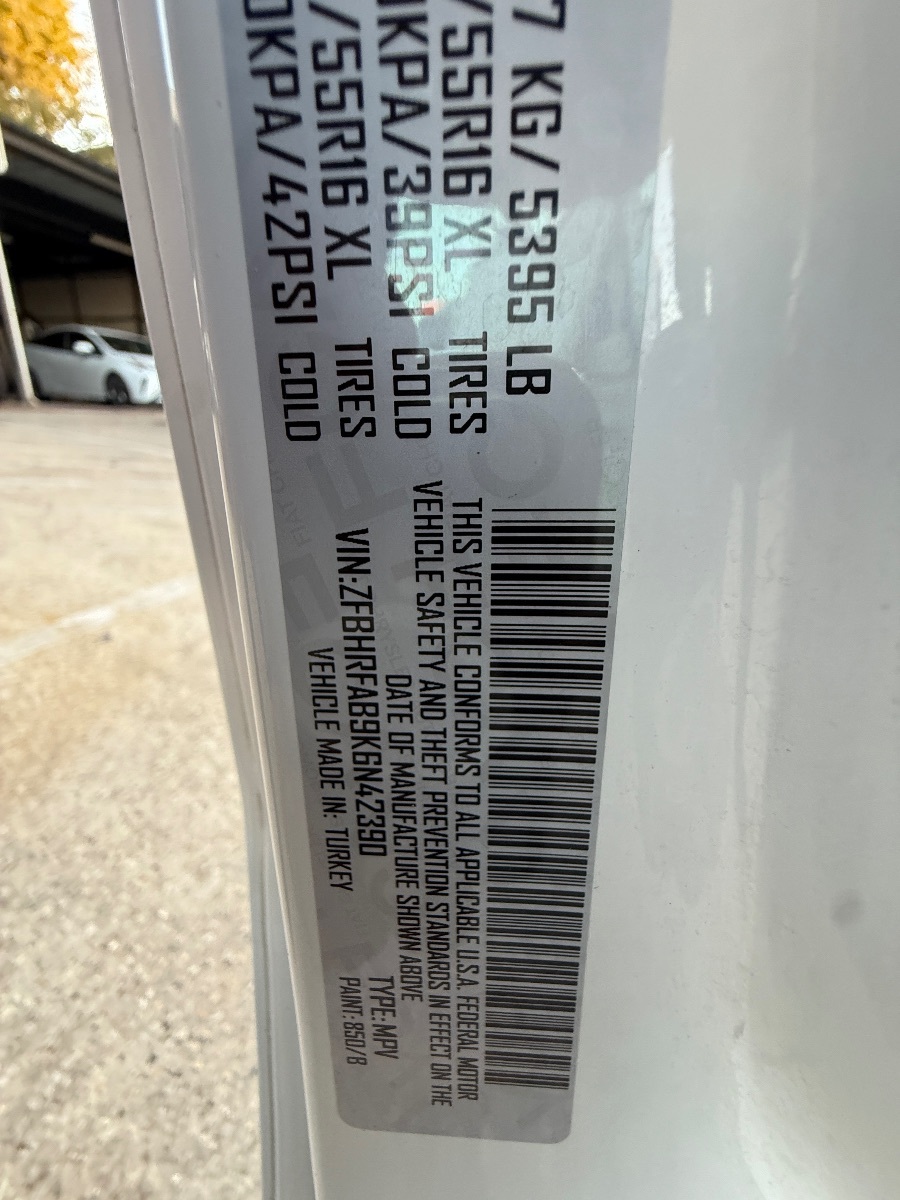 7 KG/ 5395 LB
/55R16 XL TIRES
KPA/39PSI COLD
/55R16 XL TIRES
0KPA/42PSI COLD
THIS VEHICLE CONFORMS TO ALL APPLICABLE U.S.A. FEDERAL MOTOR
VEHICLE SAFETY AND THEFT PREVENTION STANDARDS IN EFFECT ON THE
DATE OF MANUFACTURE SHOWN ABOVE
VIN:ZFBHRFAB9K6N42390 TYPE:MPV
VEHICLE MADE IN: TURKEY PAINT:850/B